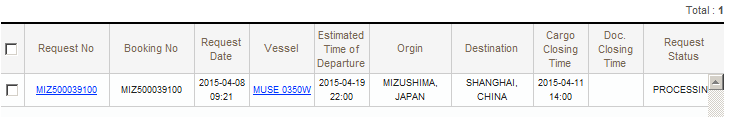 Total : 1
Request No
Booking No
Request Date
Vessel
Estimated Time of Departure
Orgin
Destination
Cargo Closing Time
Doc. Closing Time
Request Status
MIZ500039100
MIZ500039100
2015-04-08 09:21
MUSE 0350W
2015-04-19 22:00
MIZUSHIMA, JAPAN
SHANGHAI, CHINA
2015-04-11 14:00
PROCESSIN